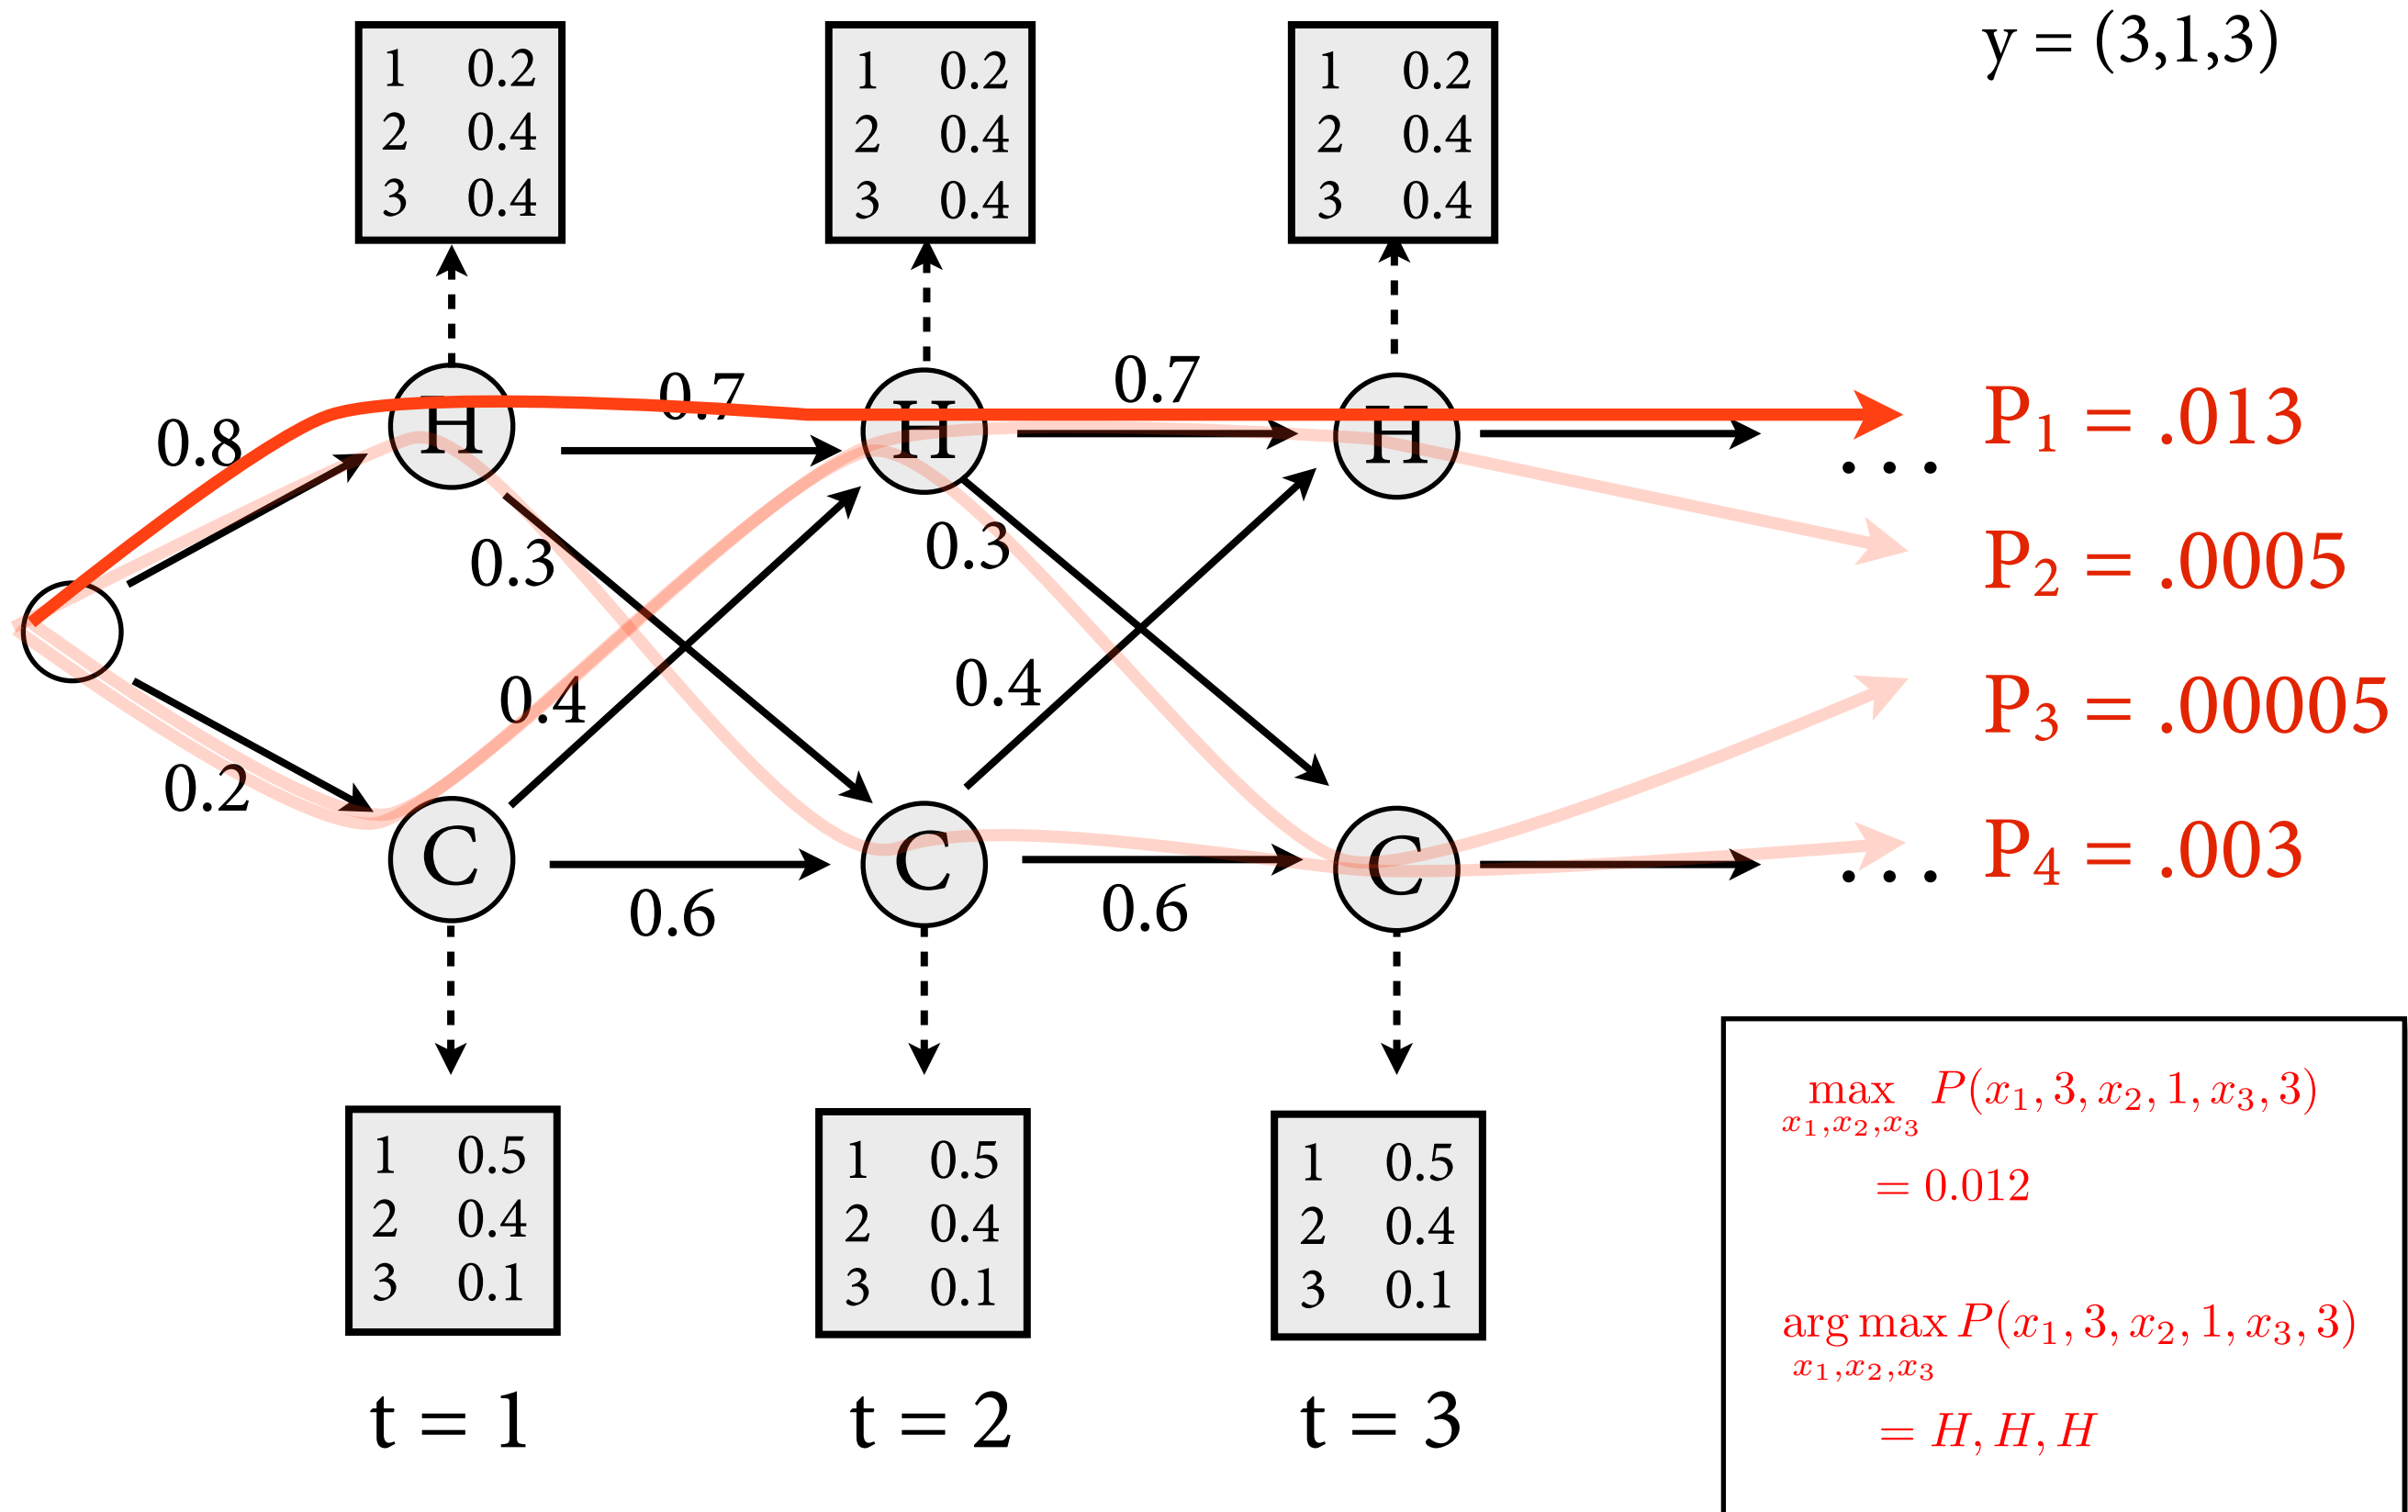 y = (3,1,3)
1 0.2
2 0.4
3 0.4
1 0.2
2 0.4
3 0.4
1 0.2
2 0.4
3 0.4
0.8
H
0.7
H
0.7
H
...
P1 = .013
0.3
0.3
P2 = .0005
0.4
0.4
P3 = .00005
0.2
C
0.6
C
0.6
C
...
P4 = .003
1 0.5
2 0.4
3 0.1
1 0.5
2 0.4
3 0.1
1 0.5
2 0.4
3 0.1
t = 1
t = 2
t = 3
max P(x1, 3, x2, 1, x3, 3)
x1,x2,x3
= 0.012
arg max P(x1, 3, x2, 1, x3, 3)
x1,x2,x3
= H, H, H